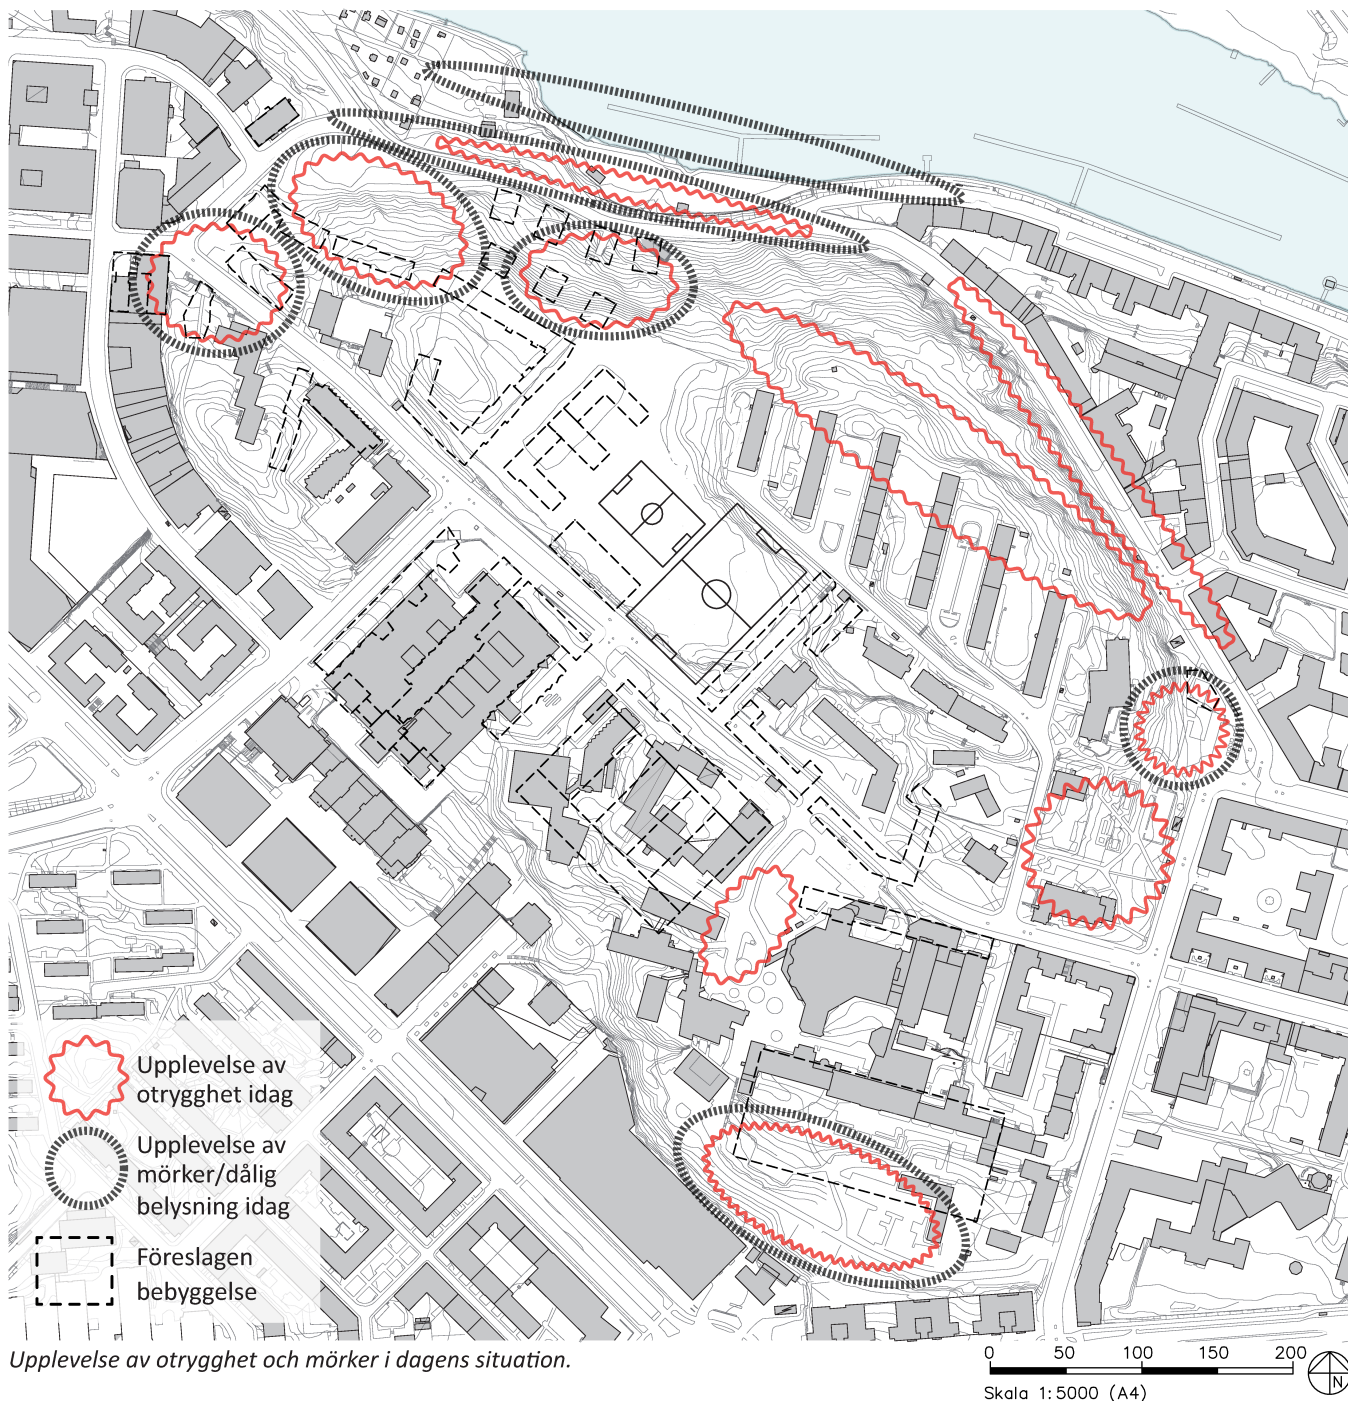 Upplevelse av
otrygghet idag
Upplevelse av
mörker/dålig
belysning idag
Föreslagen
bebyggelse
Upplevelse av otrygghet och mörker i dagens situation.
0 50 100 150 200
Skala 1:5000 (A4)
N